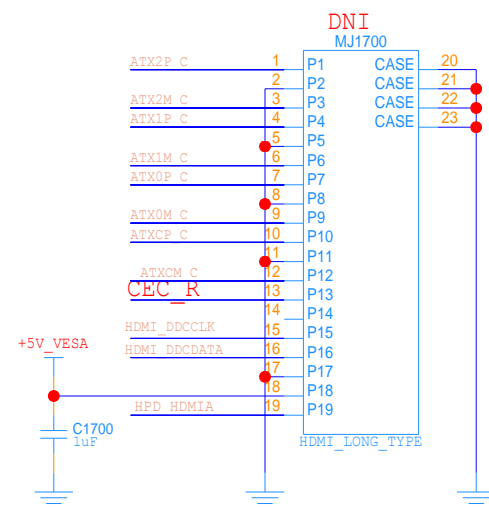 DNI
MJ1700
ATX2P_C 1 P1 CASE 20
2 P2 CASE 21
ATX2M_C 3 P3 CASE 22
ATX1P_C 4 P4 CASE 23
5 P5
ATX1M_C 6 P6
ATX0P_C 7 P7
8 P8
ATX0M_C 9 P9
ATXCP_C 10 P10
11 P11
ATXCM_C 12 P12
CEC_R 13 P13
14 P14
HDMI_DDCCLK 15 P15
+5V_VESA HDMI_DDCDATA 16 P16
17 P17
18 P18
HPD_HDMIA 19 P19
C1700
1uF
HDMI_LONG_TYPE